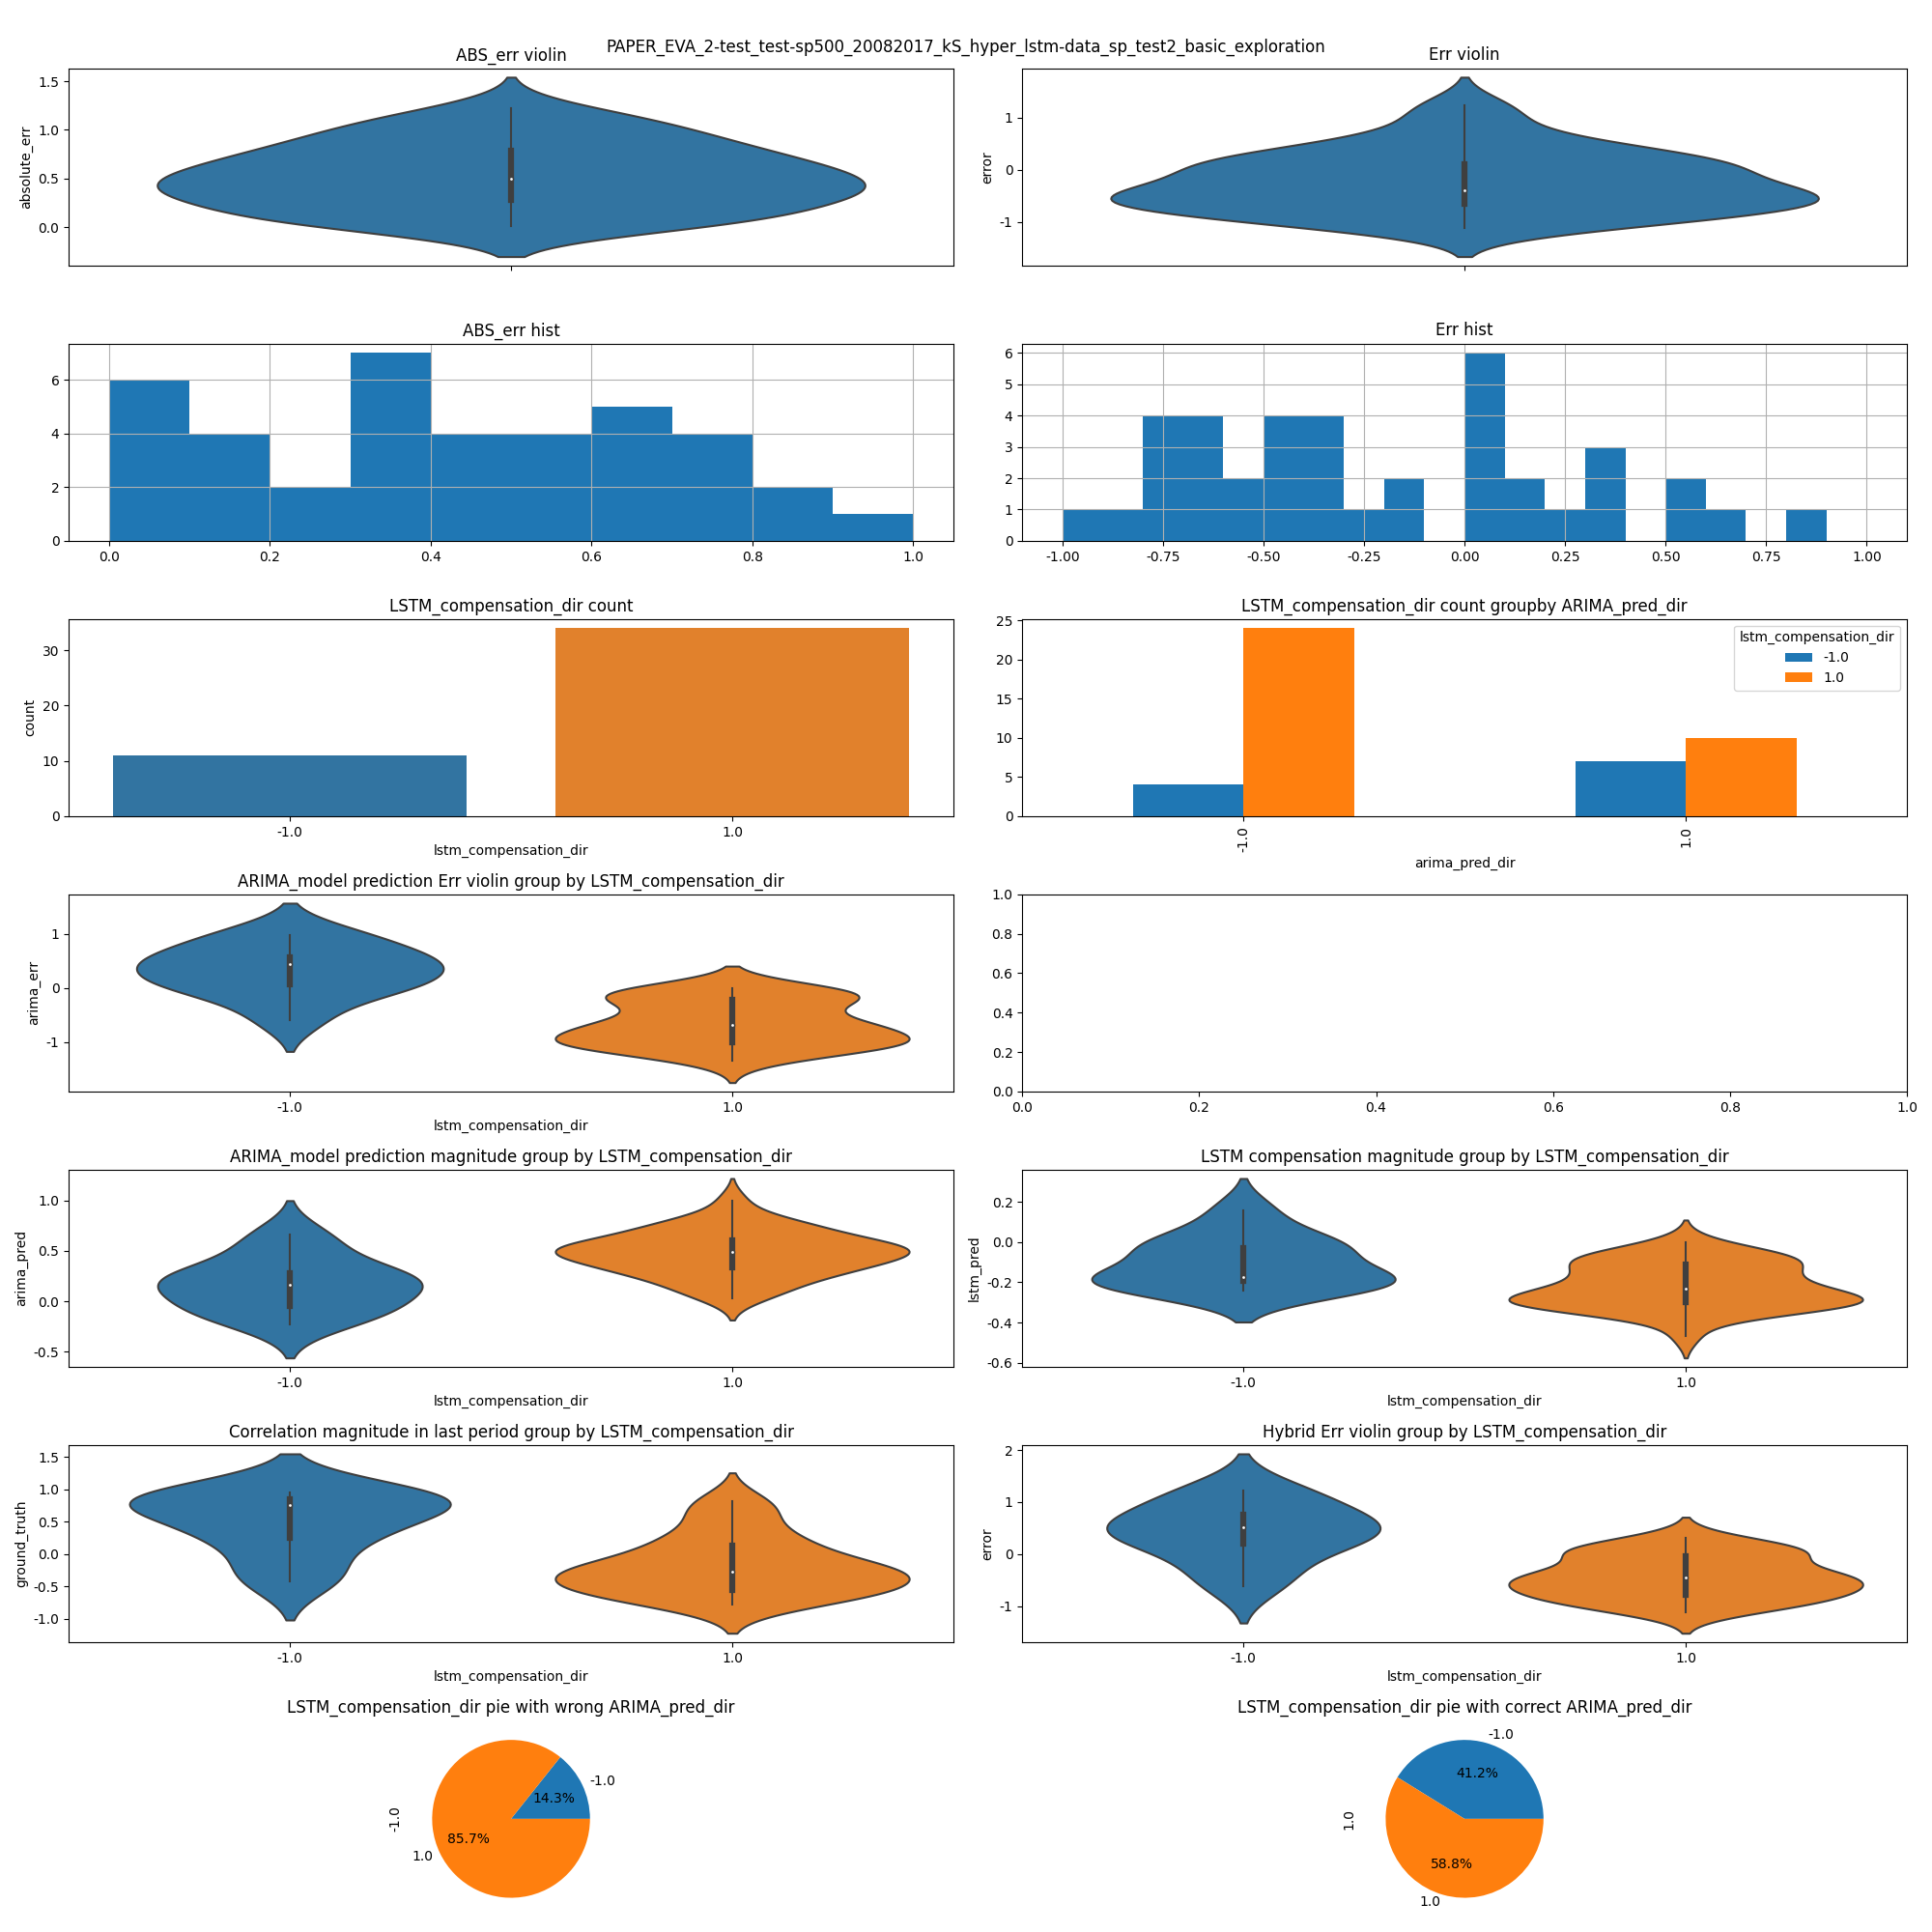 PAPER_EVA_2-test_test-sp500_20082017_kS_hyper_lstm-data_sp_test2_basic_exploration
ABS_err violin
absolute_err
1.5
1.0
0.5
0.0
Err violin
error
1
0
-1
ABS_err hist
6
4
2
0
0.0 0.2 0.4 0.6 0.8 1.0
Err hist
6
5
4
3
2
1
0
-1.00 -0.75 -0.50 -0.25 0.00 0.25 0.50 0.75 1.00
LSTM_compensation_dir count
count
30
20
10
0
-1.0 1.0
lstm_compensation_dir
LSTM_compensation_dir count groupby ARIMA_pred_dir
25
20
15
10
5
0
lstm_compensation_dir
-1.0
1.0
-1.0 1.0
arima_pred_dir
ARIMA_model prediction Err violin group by LSTM_compensation_dir
arima_err
1
0
-1
-1.0 1.0
lstm_compensation_dir
1.0
0.8
0.6
0.4
0.2
0.0
0.0 0.2 0.4 0.6 0.8 1.0
ARIMA_model prediction magnitude group by LSTM_compensation_dir
arima_pred
1.0
0.5
0.0
-0.5
-1.0 1.0
lstm_compensation_dir
LSTM compensation magnitude group by LSTM_compensation_dir
lstm_pred
0.2
0.0
-0.2
-0.4
-0.6
-1.0 1.0
lstm_compensation_dir
Correlation magnitude in last period group by LSTM_compensation_dir
ground_truth
1.5
1.0
0.5
0.0
-0.5
-1.0
-1.0 1.0
lstm_compensation_dir
Hybrid Err violin group by LSTM_compensation_dir
error
2
1
0
-1
-1.0 1.0
lstm_compensation_dir
LSTM_compensation_dir pie with wrong ARIMA_pred_dir
-1.0
-1.0
14.3%
85.7%
1.0
LSTM_compensation_dir pie with correct ARIMA_pred_dir
-1.0
41.2%
1.0
58.8%
1.0